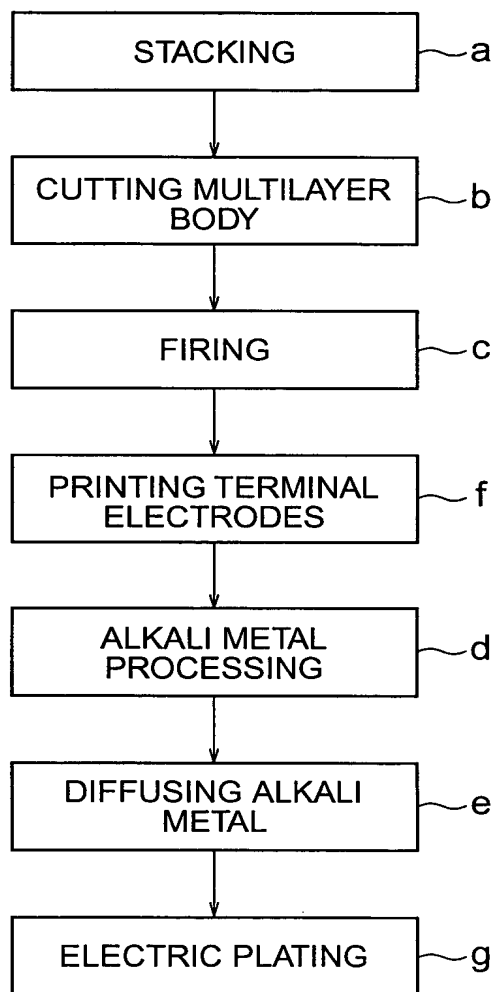 STACKING
a
CUTTING MULTILAYER
BODY
b
FIRING
c
PRINTING TERMINAL
ELECTRODES
f
ALKALI METAL
PROCESSING
d
DIFFUSING ALKALI
METAL
e
ELECTRIC PLATING
g